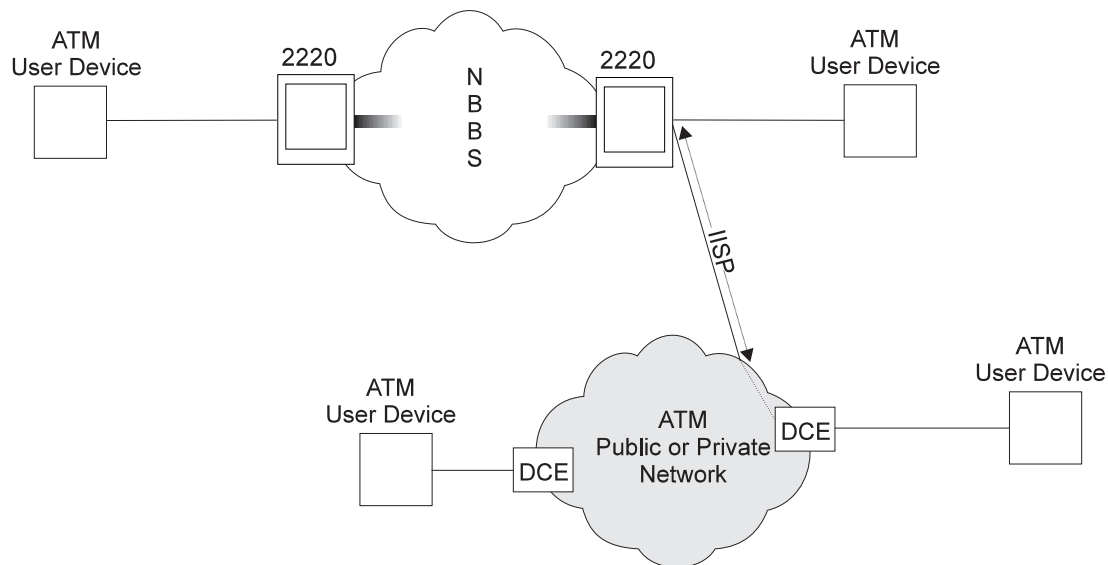 ATM
User Device
2220
N
B
B
S
2220
ATM
User Device
IISP
ATM
User Device
DCE
ATM
Public or Private
Network
DCE
ATM
User Device